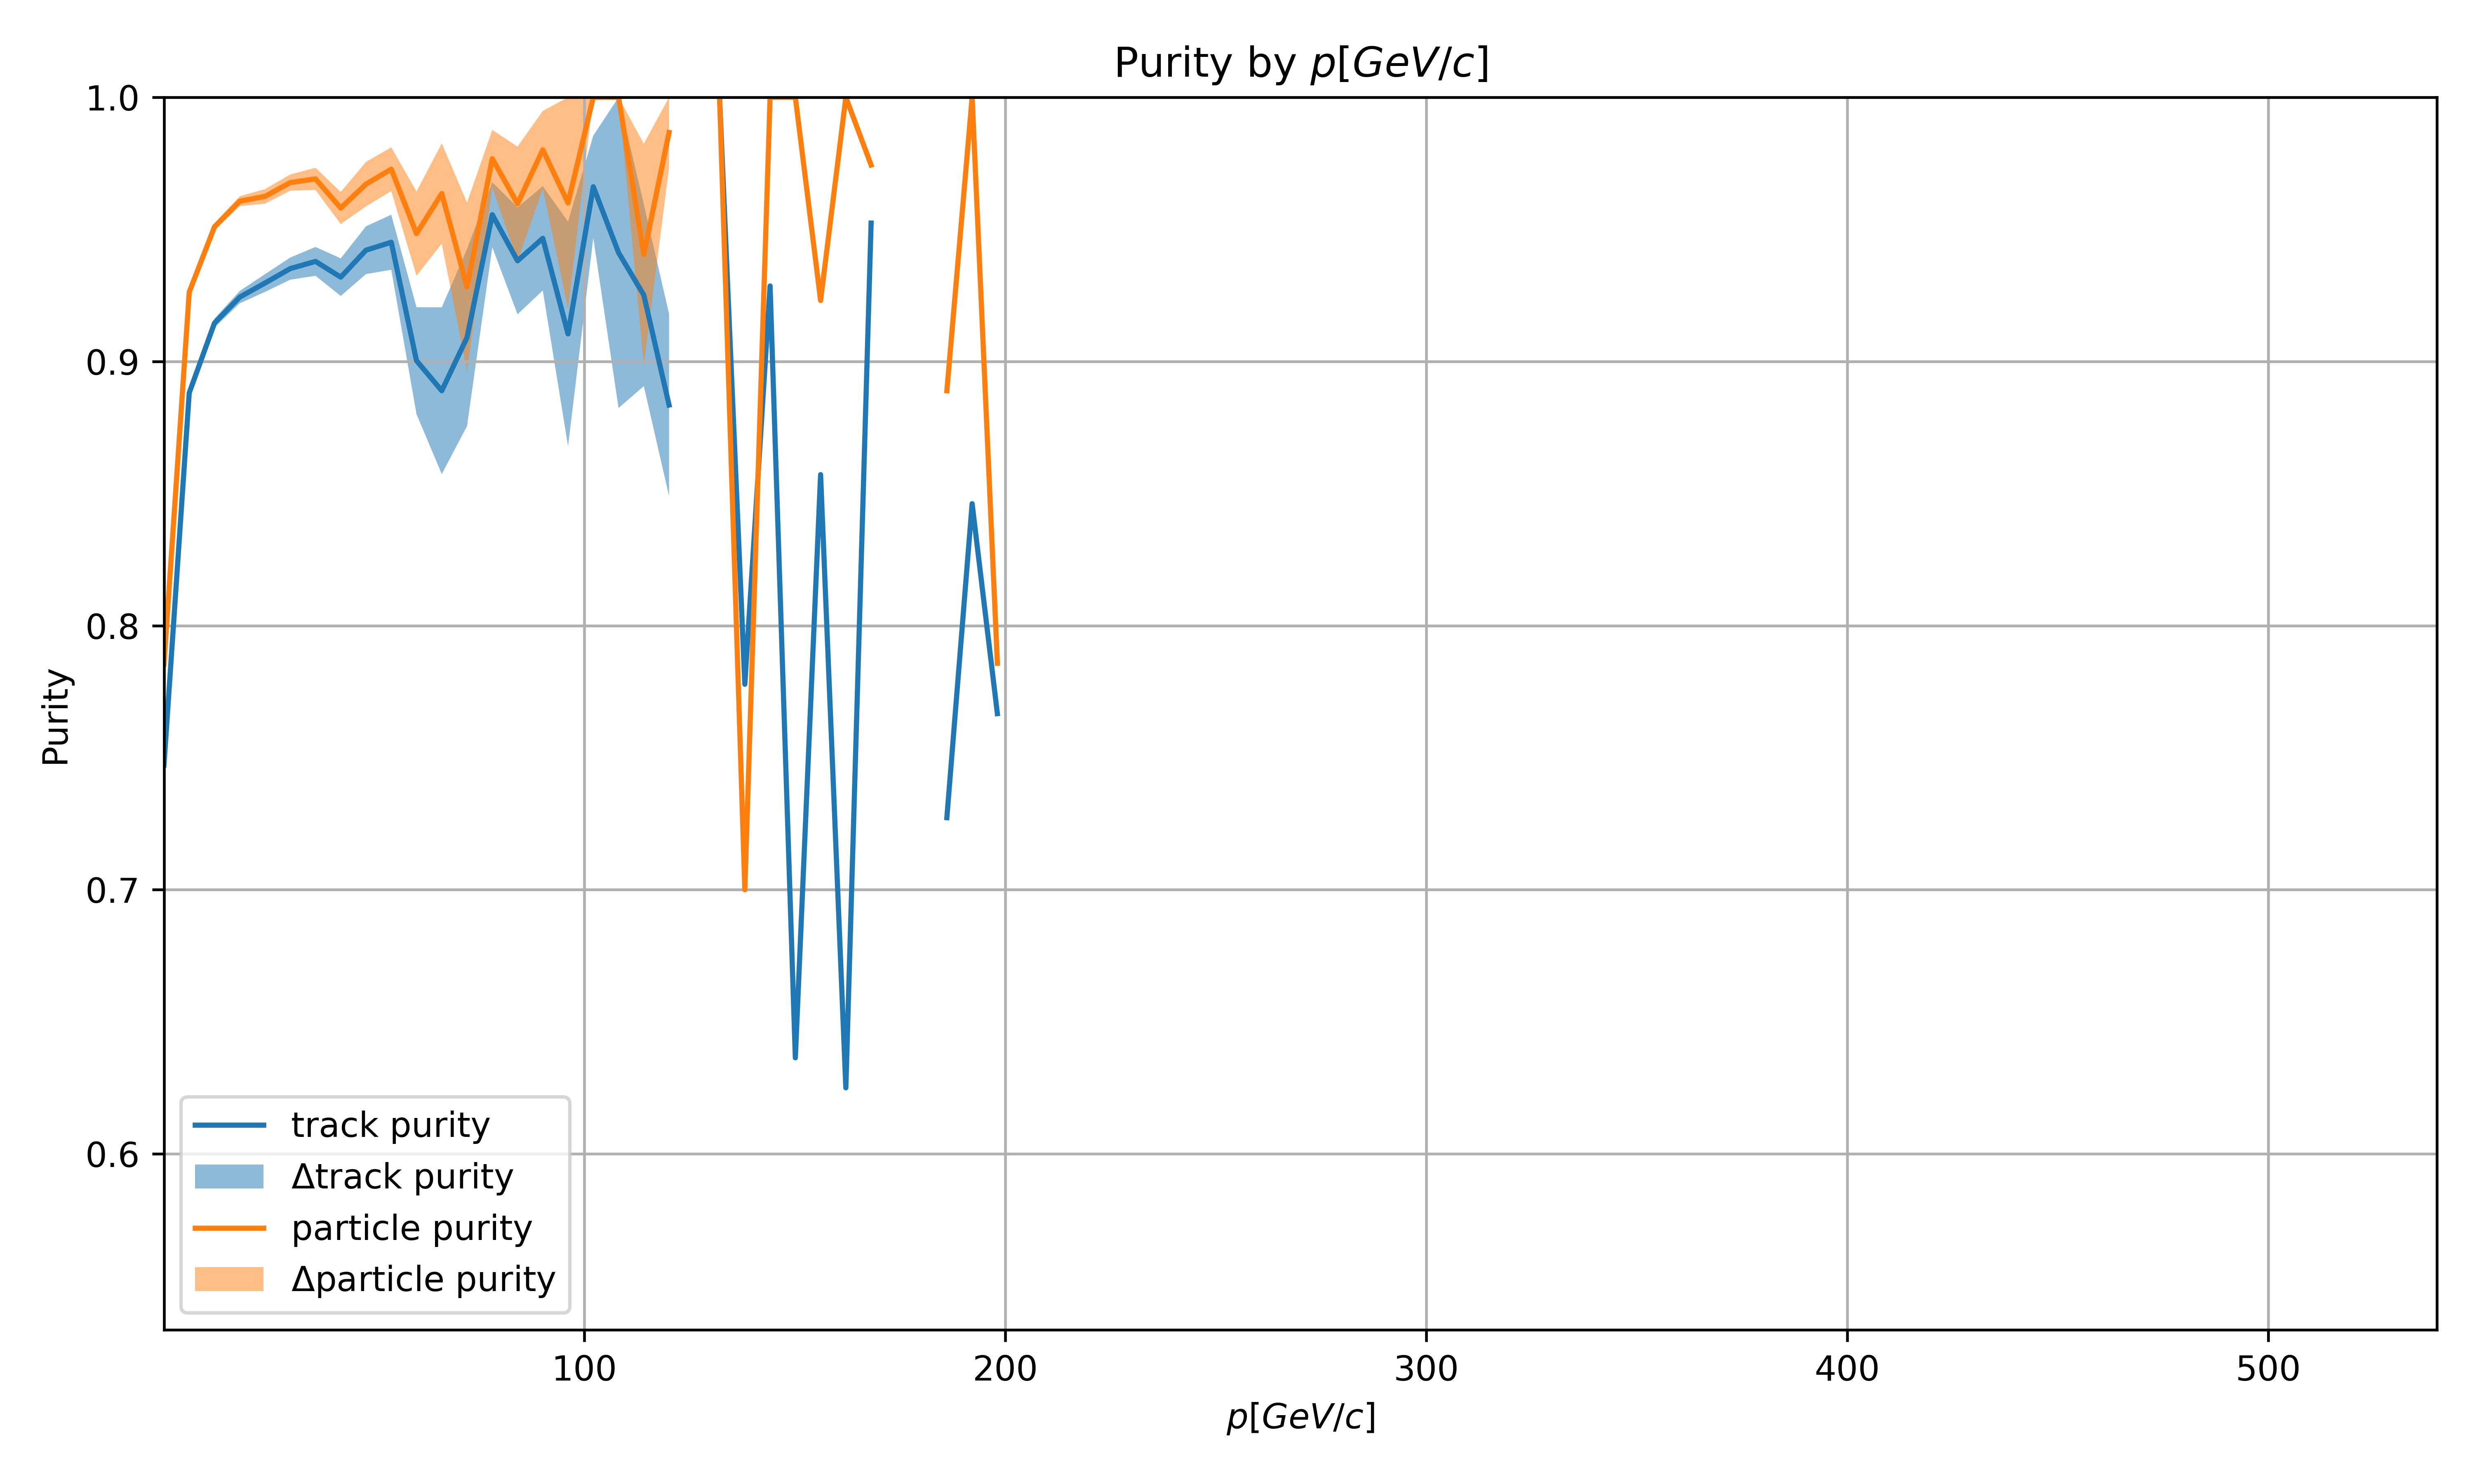 Purity by p[GeV/c]
1.0
0.9
0.8
0.7
0.6
Purity
track purity
Δtrack purity
particle purity
Δparticle purity
100 200 300 400 500
p[GeV/c]